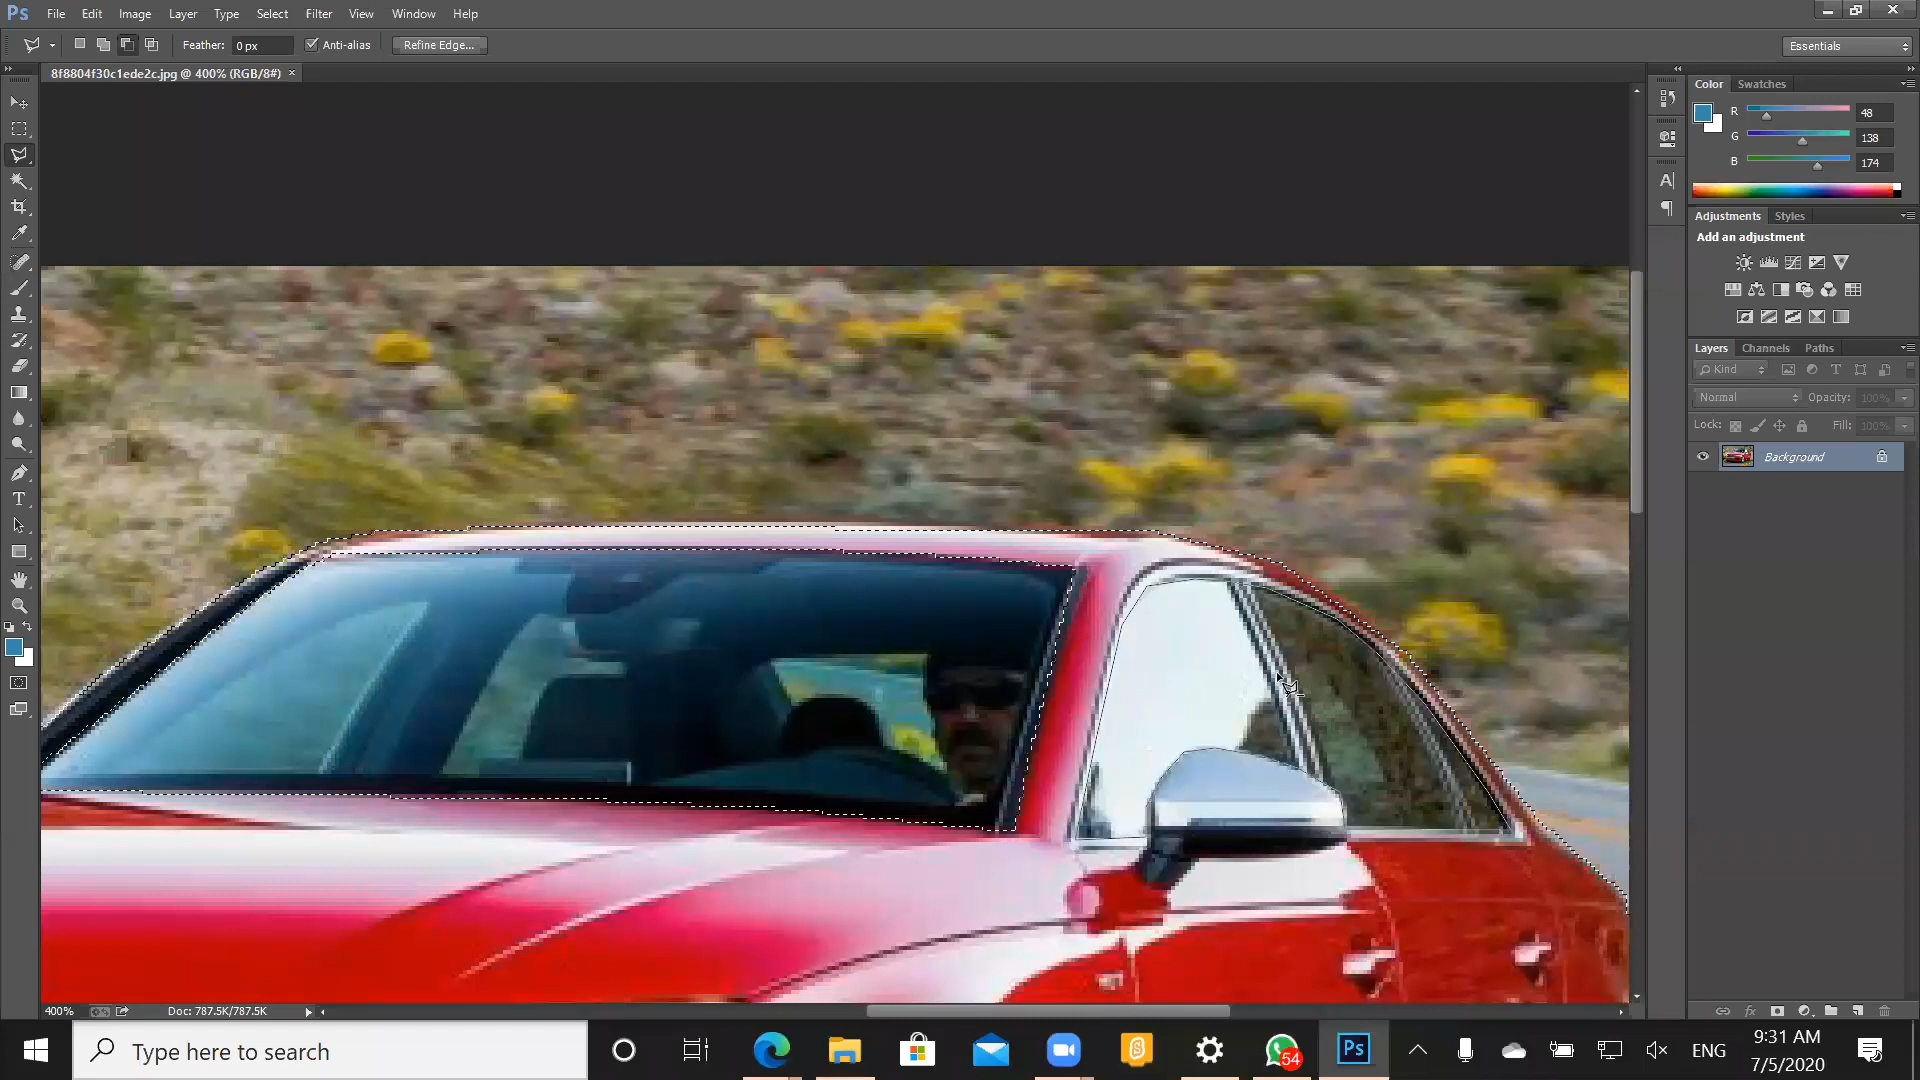 Ps File Edit Image Layer Type Select Filter View Window Help
Feather: 0 px Anti-alias Refine Edge... Essentials
8f8804f30c1ede2c.jpg @ 400% (RGB/8#) ×
Color Swatches
R 48
G 138
B 174
Adjustments Styles
Add an adjustment
Layers Channels Paths
Kind
Normal Opacity: 100%
Lock: Fill: 100%
Background
400% Doc: 787.5K/787.5K
Type here to search
54
Ps
ENG
9:31 AM
7/5/2020